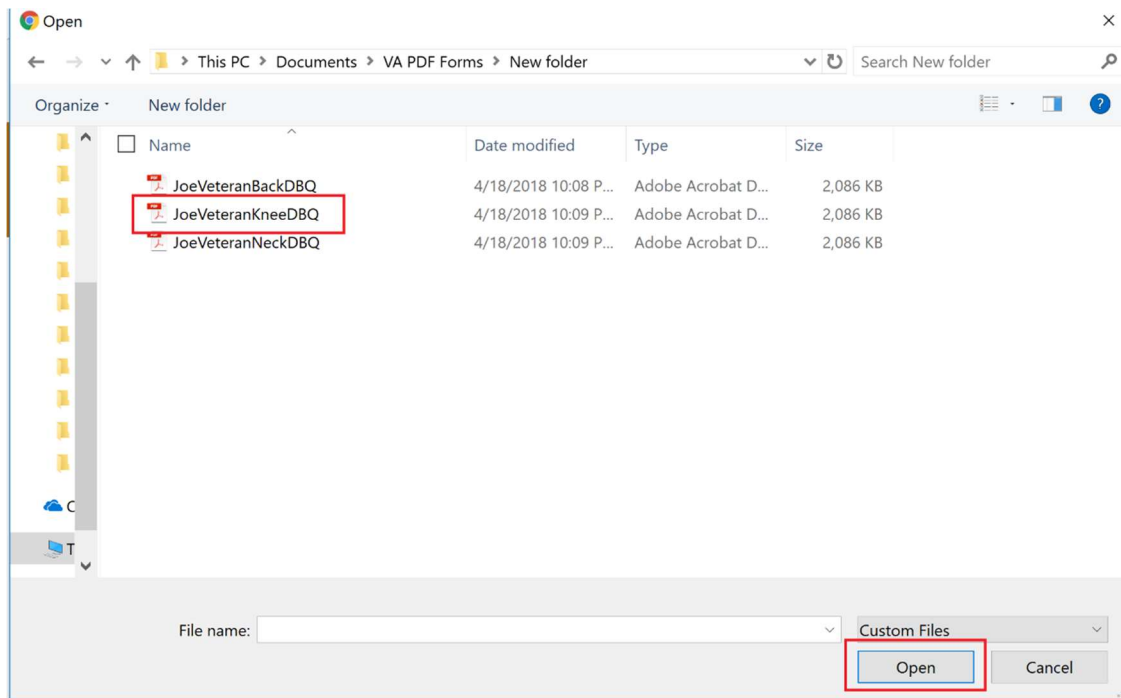 Open
This PC > Documents > VA PDF Forms > New folder
Search New folder
Organize
New folder
?
Name
Date modified
Type
Size
JoeVeteranBackDBQ 4/18/2018 10:08 P... Adobe Acrobat D... 2,086 KB
JoeVeteranKneeDBQ 4/18/2018 10:09 P... Adobe Acrobat D... 2,086 KB
JoeVeteranNeckDBQ 4/18/2018 10:09 P... Adobe Acrobat D... 2,086 KB
C
T
File name:
Custom Files
Open
Cancel